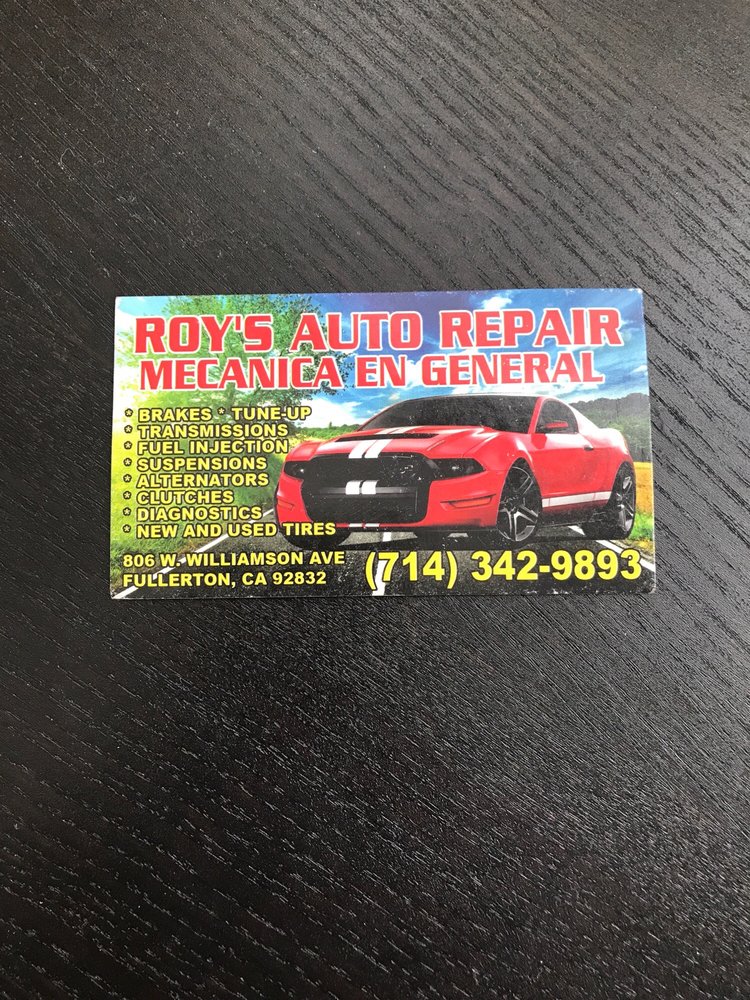 ROY'S AUTO REPAIR
MECANICA EN GENERAL
* BRAKES * TUNE-UP
* TRANSMISSIONS
* FUEL INJECTION
* SUSPENSIONS
* ALTERNATORS
* CLUTCHES
* DIAGNOSTICS
* NEW AND USED TIRES
806 W. WILLIAMSON AVE
FULLERTON, CA 92832
(714) 342-9893